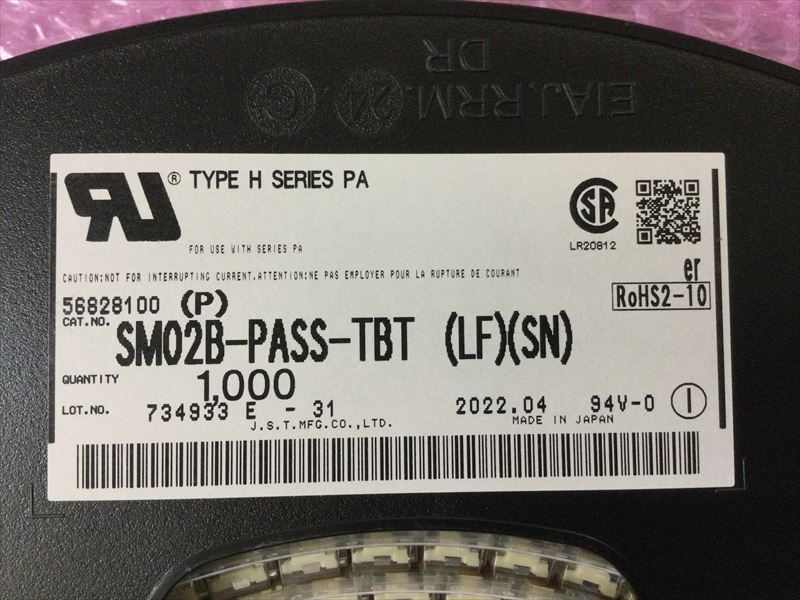 EIAJ.RRM.24.G
DR
RU ® TYPE H SERIES PA
FOR USE WITH SERIES PA
SA
LR20812
CAUTION:NOT FOR INTERRUPTING CURRENT.ATTENTION:NE PAS EMPLOYER POUR LA RUPTURE DE COURANT
er
56828100 (P)
RoHS2-10
CAT.NO. SM02B-PASS-TBT (LF)(SN)
QUANTITY 1,000
LOT.NO. 734933 E - 31 2022.04 94V-0 I
J.S.T.MFG.CO.,LTD. MADE IN JAPAN